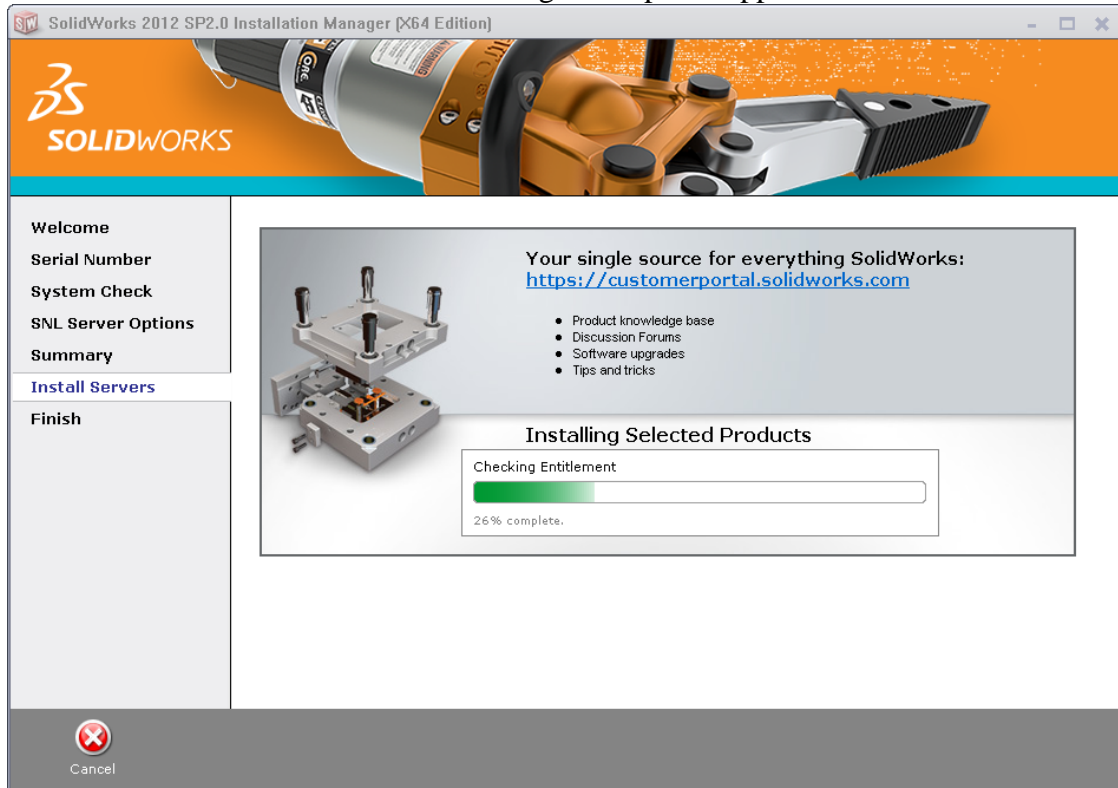 SolidWorks 2012 SP2.0 Installation Manager (X64 Edition)
SOLIDWORKS
CORE.
WARNING
Welcome
Serial Number
System Check
SNL Server Options
Summary
Install Servers
Finish
Your single source for everything SolidWorks:
https://customerportal.solidworks.com
Product knowledge base
Discussion Forums
Software upgrades
Tips and tricks
Installing Selected Products
Checking Entitlement
26% complete.
Cancel